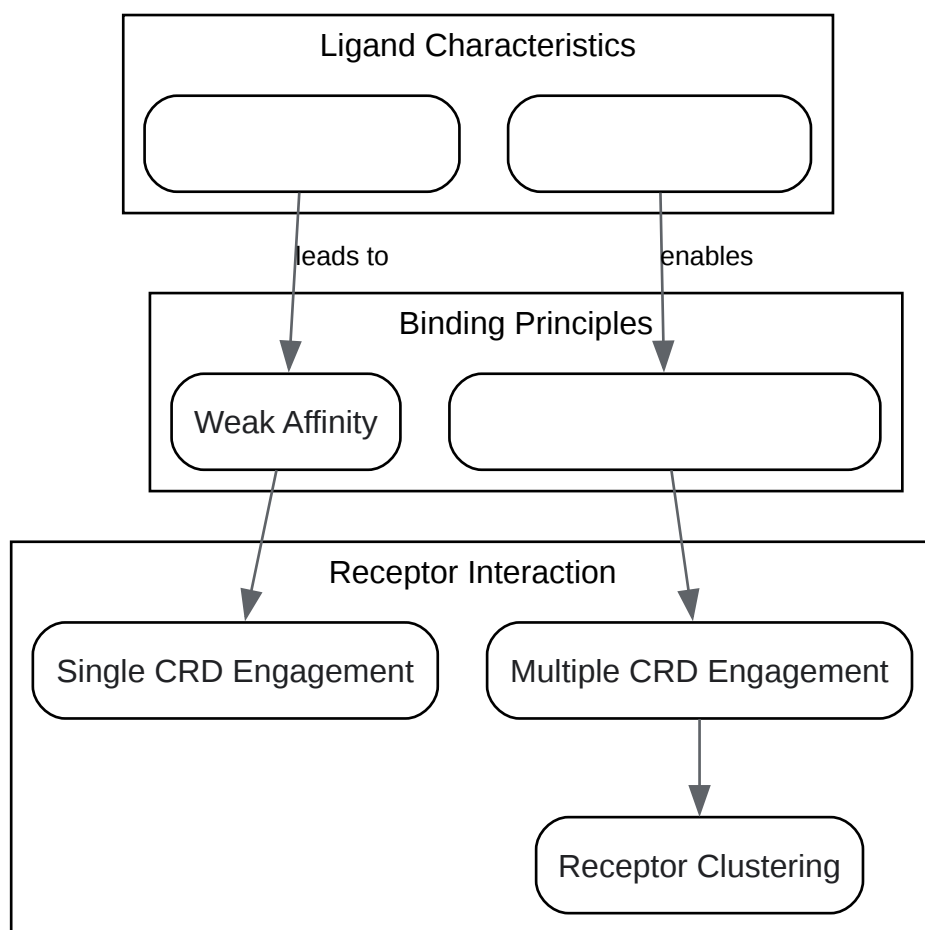 Ligand Characteristics
leads to
enables
Binding Principles
Weak Affinity
Receptor Interaction
Single CRD Engagement
Multiple CRD Engagement
Receptor Clustering